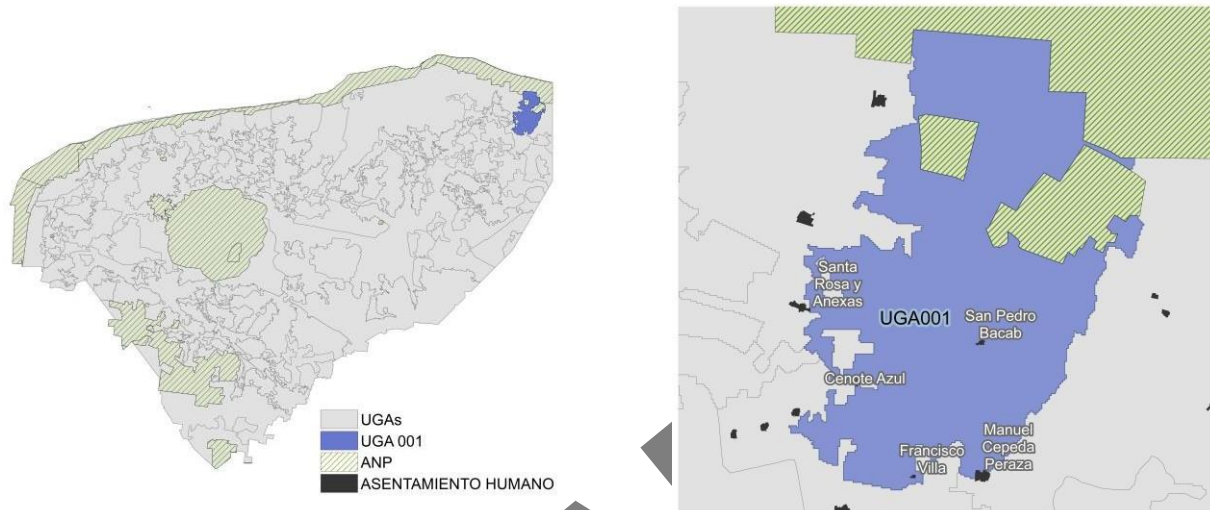 UGAs
UGA 001
ANP
ASENTAMIENTO HUMANO
Santa
Rosa y
Anexas
UGA001
San Pedro
Bacab
Cenote Azul
Francisco
Villa
Manuel
Cepeda
Peraza